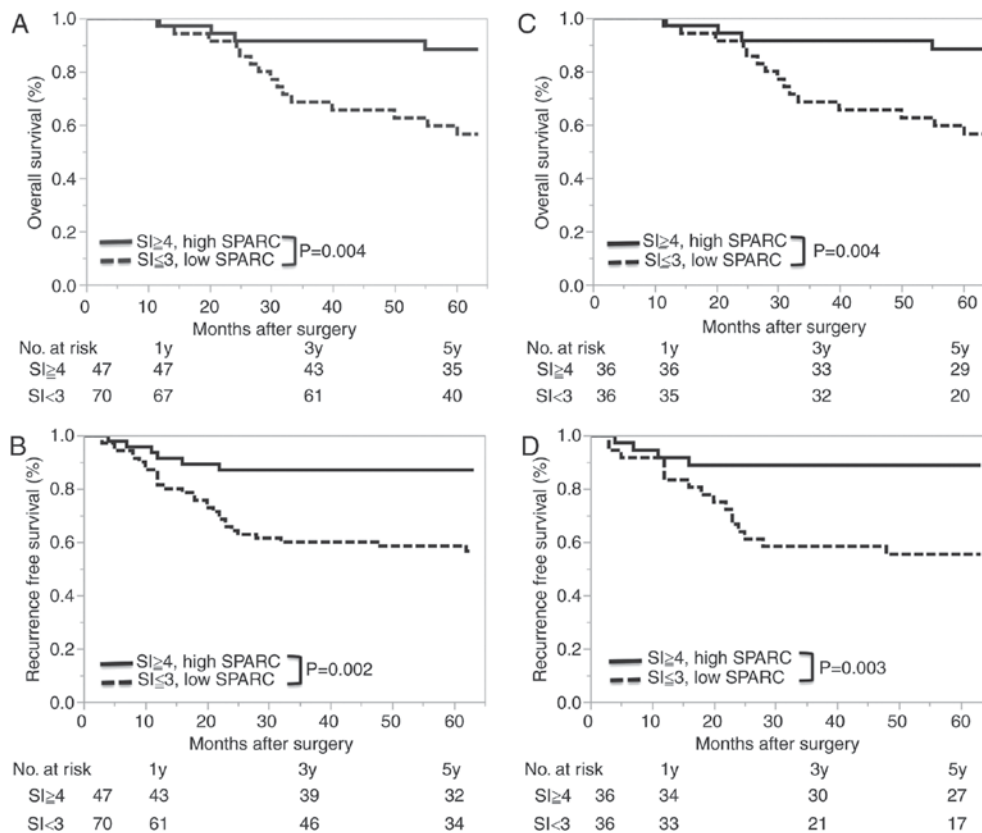 A
Overall survival (%)
1.0
0.8
0.6
0.4
0.2
0.0
SI≧4, high SPARC
SI≦3, low SPARC
P=0.004
0 10 20 30 40 50 60
Months after surgery
No. at risk 1y 3y 5y
SI≧4 47 47 43 35
SI<3 70 67 61 40
C
Overall survival (%)
1.0
0.8
0.6
0.4
0.2
0.0
SI≧4, high SPARC
SI≦3, low SPARC
P=0.004
0 10 20 30 40 50 60
Months after surgery
No. at risk 1y 3y 5y
SI≧4 36 36 33 29
SI<3 36 35 32 20
B
Recurrence free survival (%)
1.0
0.8
0.6
0.4
0.2
0.0
SI≧4, high SPARC
SI≦3, low SPARC
P=0.002
0 10 20 30 40 50 60
Months after surgery
No. at risk 1y 3y 5y
SI≧4 47 43 39 32
SI<3 70 61 46 34
D
Recurrence free survival (%)
1.0
0.8
0.6
0.4
0.2
0.0
SI≧4, high SPARC
SI≦3, low SPARC
P=0.003
0 10 20 30 40 50 60
Months after surgery
No. at risk 1y 3y 5y
SI≧4 36 34 30 27
SI<3 36 33 21 17